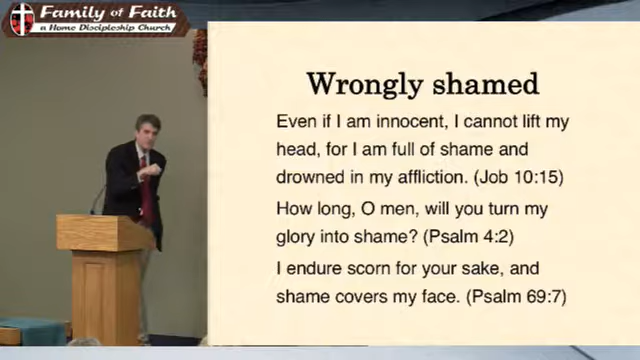 Family of Faith
a Home Discipleship Church
Wrongly shamed
Even if I am innocent, I cannot lift my
head, for I am full of shame and
drowned in my affliction. (Job 10:15)
How long, O men, will you turn my
glory into shame? (Psalm 4:2)
I endure scorn for your sake, and
shame covers my face. (Psalm 69:7)